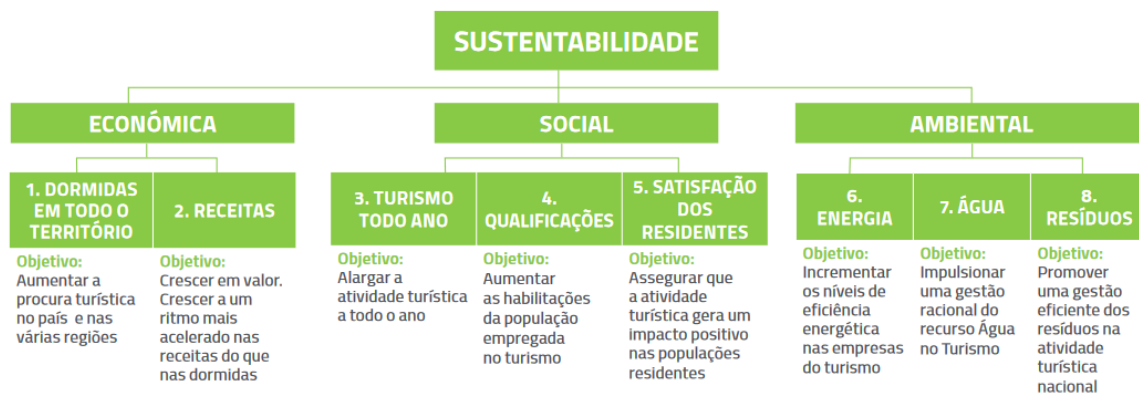 SUSTENTABILIDADE
ECONÓMICA
1. DORMIDAS
EM TODO O
TERRITÓRIO
Objetivo:
Aumentar a
procura turística
no país e nas
várias regiões
2. RECEITAS
Objetivo:
Crescer em valor.
Crescer a um
ritmo mais
acelerado nas
receitas do que
nas dormidas
SOCIAL
3. TURISMO
TODO ANO
Objetivo:
Alargar a
atividade turística
a todo o ano
4.
QUALIFICAÇÕES
Objetivo:
Aumentar
as habilitações
da população
empregada
no turismo
5. SATISFAÇÃO
DOS
RESIDENTES
Objetivo:
Assegurar que
a atividade
turística gera um
impacto positivo
nas populações
residentes
AMBIENTAL
6.
ENERGIA
Objetivo:
Incrementar
os níveis de
eficiência
energética
nas empresas
do turismo
7. ÁGUA
Objetivo:
Impulsionar
uma gestão
racional do
recurso Água
no Turismo
8.
RESÍDUOS
Objetivo:
Promover
uma gestão
eficiente dos
resíduos na
atividade
turística
nacional